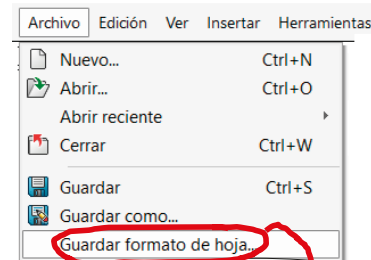 Archivo Edición Ver Insertar Herramientas
Nuevo... Ctrl+N
Abrir... Ctrl+O
Abrir reciente
Cerrar Ctrl+W
Guardar Ctrl+S
Guardar como...
Guardar formato de hoja...